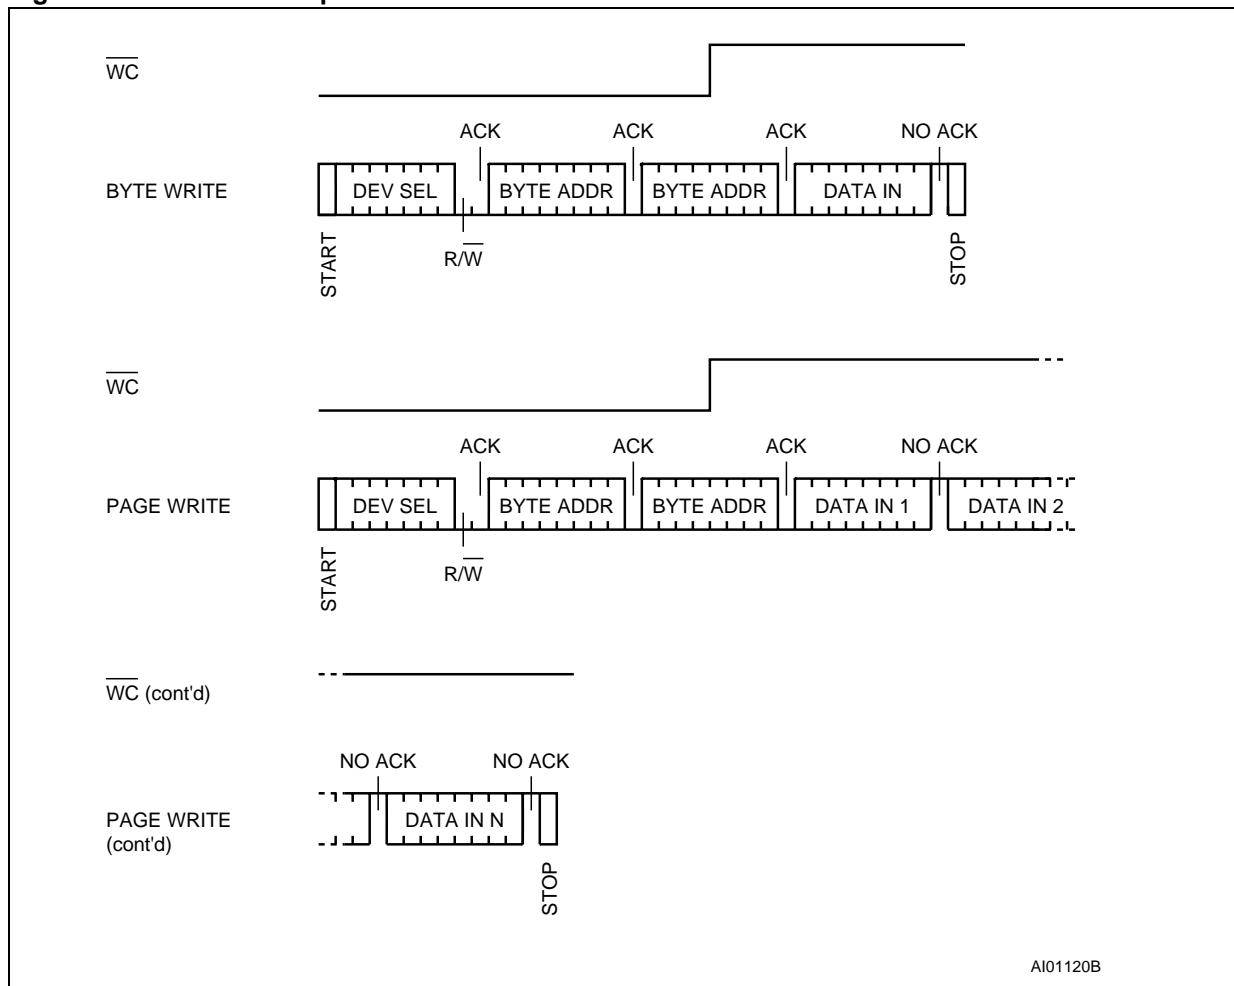 WC
ACK ACK ACK NO ACK
BYTE WRITE DEV SEL BYTE ADDR BYTE ADDR DATA IN
START R/W STOP
WC
ACK ACK ACK NO ACK
PAGE WRITE DEV SEL BYTE ADDR BYTE ADDR DATA IN 1 DATA IN 2
START R/W
WC (cont'd)
NO ACK NO ACK
PAGE WRITE DATA IN N
(cont'd)
STOP
AI01120B